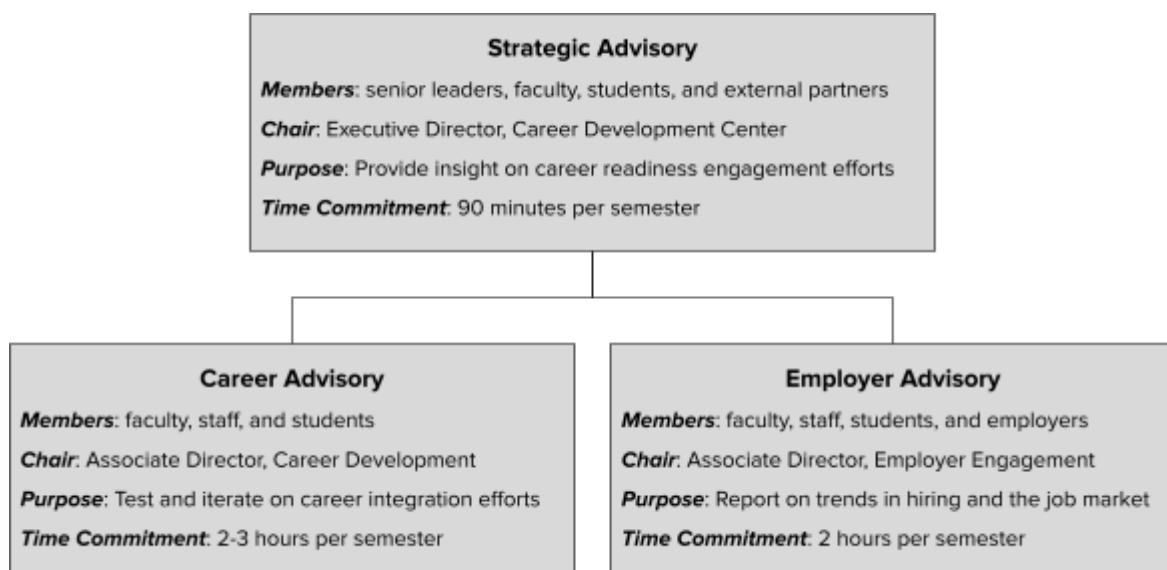 Strategic Advisory
Members: senior leaders, faculty, students, and external partners
Chair: Executive Director, Career Development Center
Purpose: Provide insight on career readiness engagement efforts
Time Commitment: 90 minutes per semester
Career Advisory
Members: faculty, staff, and students
Chair: Associate Director, Career Development
Purpose: Test and iterate on career integration efforts
Time Commitment: 2-3 hours per semester
Employer Advisory
Members: faculty, staff, students, and employers
Chair: Associate Director, Employer Engagement
Purpose: Report on trends in hiring and the job market
Time Commitment: 2 hours per semester